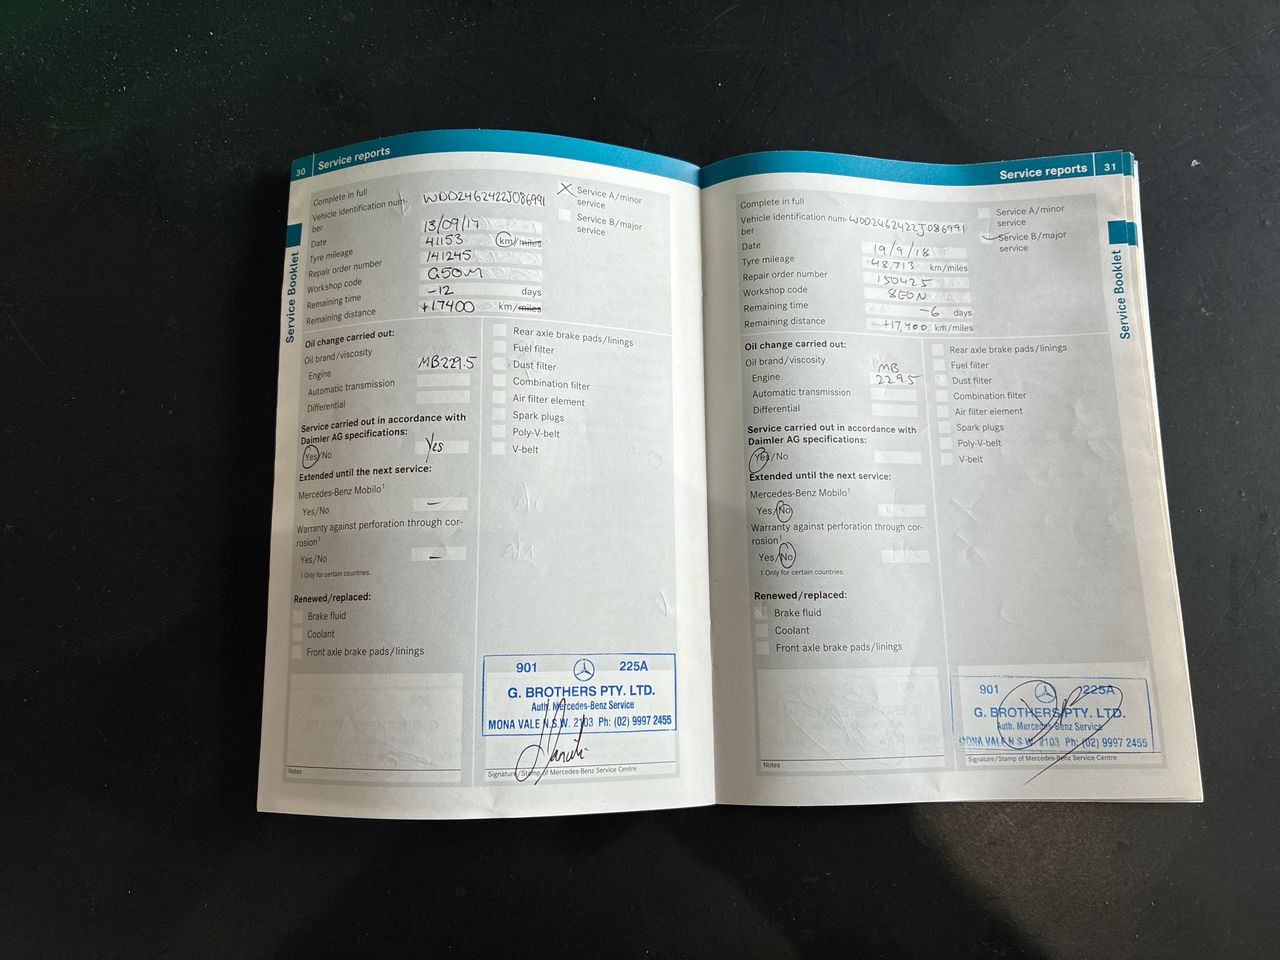 30 Service reports
Complete in full
Vehicle identification num-
ber
WDD2462422J086991
Date
13/09/17
Tyre mileage
41153 km/miles
Repair order number
141245
Workshop code
G50M
Remaining time
-12 days
Remaining distance
+17400 km/miles
X Service A/minor
service
Service B/major
service
Service Booklet
Oil change carried out:
Oil brand/viscosity
Engine
MB229.5
Automatic transmission
Differential
Service carried out in accordance with
Daimler AG specifications:
Yes/No
Yes
Extended until the next service:
Mercedes-Benz Mobilo¹
Yes/No –
Warranty against perforation through cor-
rosion¹
Yes/No –
1 Only for certain countries.
Renewed/replaced:
Brake fluid
Coolant
Front axle brake pads/linings
Rear axle brake pads/linings
Fuel filter
Dust filter
Combination filter
Air filter element
Spark plugs
Poly-V-belt
V-belt
901 225A
G. BROTHERS PTY. LTD.
Auth. Mercedes-Benz Service
MONA VALE N.S.W. 2103 Ph: (02) 9997 2455
Notes
Signature/Stamp of Mercedes-Benz Service Centre
Service reports 31
Complete in full
Vehicle identification num-
ber
WDD2462422J086991
Date
19/9/18
Tyre mileage
48,713 km/miles
Repair order number
150425
Workshop code
Remaining time
-6 days
Remaining distance
+17,400 km/miles
Service A/minor
service
Service B/major
service
Service Booklet
Oil change carried out:
Oil brand/viscosity
MB
Engine
229.5
Automatic transmission
Differential
Service carried out in accordance with
Daimler AG specifications:
Yes/No
Extended until the next service:
Mercedes-Benz Mobilo¹
Yes/No
Warranty against perforation through cor-
rosion¹
Yes/No
1 Only for certain countries.
Renewed/replaced:
Brake fluid
Coolant
Front axle brake pads/linings
Rear axle brake pads/linings
Fuel filter
Dust filter
Combination filter
Air filter element
Spark plugs
Poly-V-belt
V-belt
901 225A
G. BROTHERS PTY. LTD.
Auth. Mercedes-Benz Service
MONA VALE N S W 2103 Ph: (02) 9997 2455
Notes
Signature/Stamp of Mercedes-Benz Service Centre